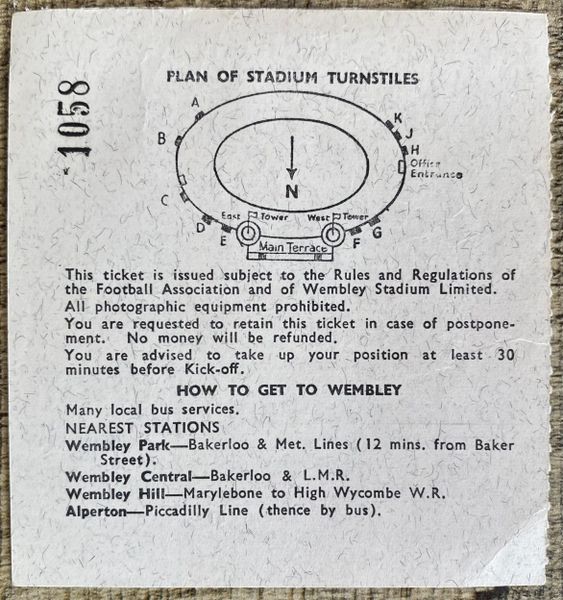 1058
PLAN OF STADIUM TURNSTILES
A
K
J
B
H
Office
Entrance
N
C
East Tower
West Tower
D
G
E
F
Main Terrace
This ticket is issued subject to the Rules and Regulations of
the Football Association and of Wembley Stadium Limited.
All photographic equipment prohibited.
You are requested to retain this ticket in case of postpone-
ment. No money will be refunded.
You are advised to take up your position at least 30
minutes before Kick-off.
HOW TO GET TO WEMBLEY
Many local bus services.
NEAREST STATIONS
Wembley Park—Bakerloo & Met. Lines (12 mins. from Baker
Street).
Wembley Central—Bakerloo & L.M.R.
Wembley Hill—Marylebone to High Wycombe W.R.
Alperton—Piccadilly Line (thence by bus).